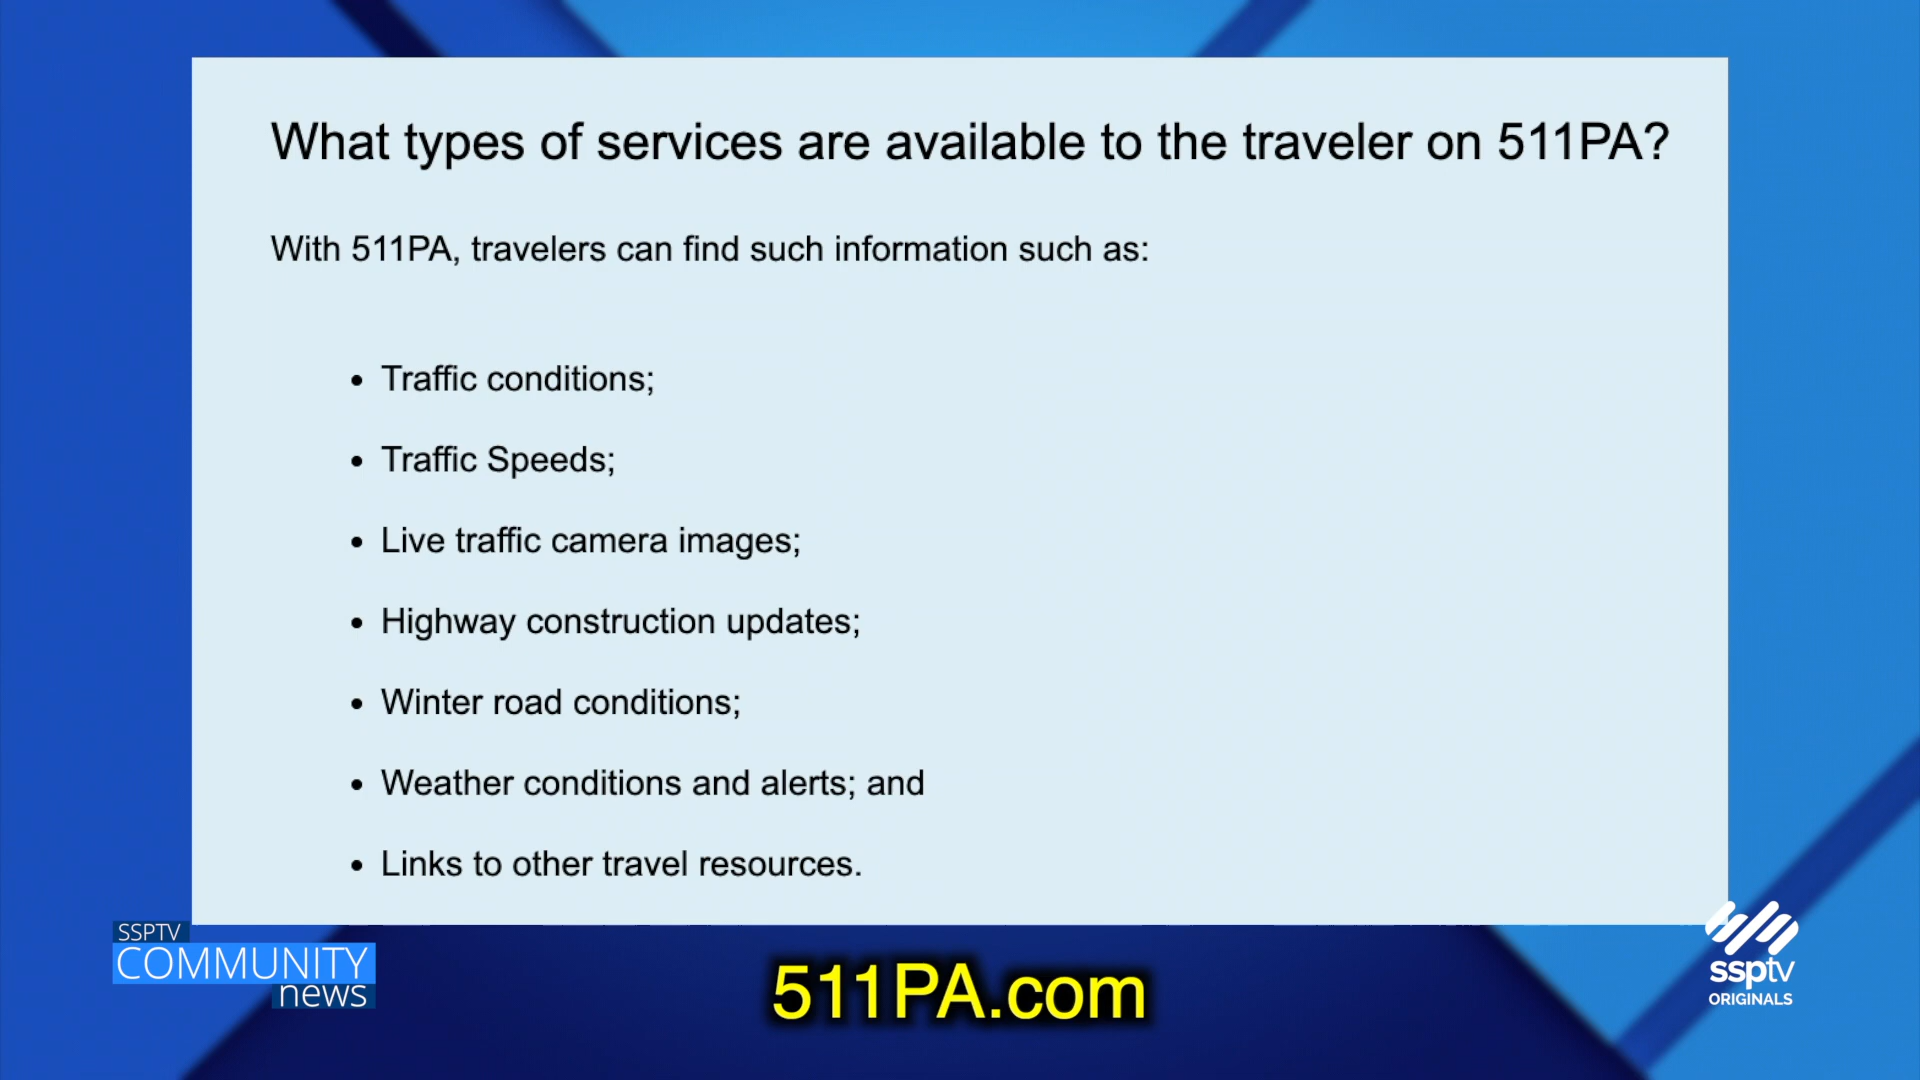 What types of services are available to the traveler on 511PA?
With 511PA, travelers can find such information such as:
• Traffic conditions;
• Traffic Speeds;
• Live traffic camera images;
• Highway construction updates;
• Winter road conditions;
• Weather conditions and alerts; and
• Links to other travel resources.
SSPTV
COMMUNITY
news
511PA.com
ssptv
ORIGINALS